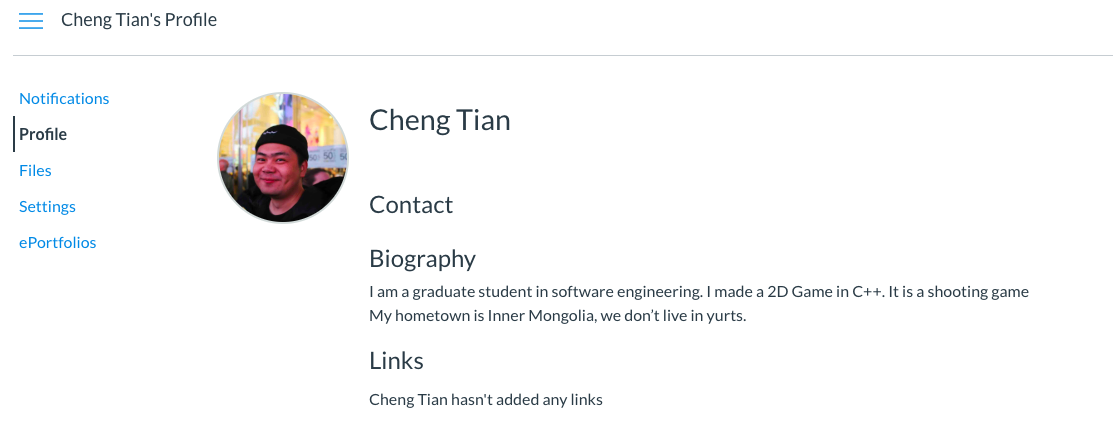 Cheng Tian's Profile
Notifications
Profile
Files
Settings
ePortfolios
Cheng Tian
Contact
Biography
I am a graduate student in software engineering. I made a 2D Game in C++. It is a shooting game
My hometown is Inner Mongolia, we don’t live in yurts.
Links
Cheng Tian hasn't added any links